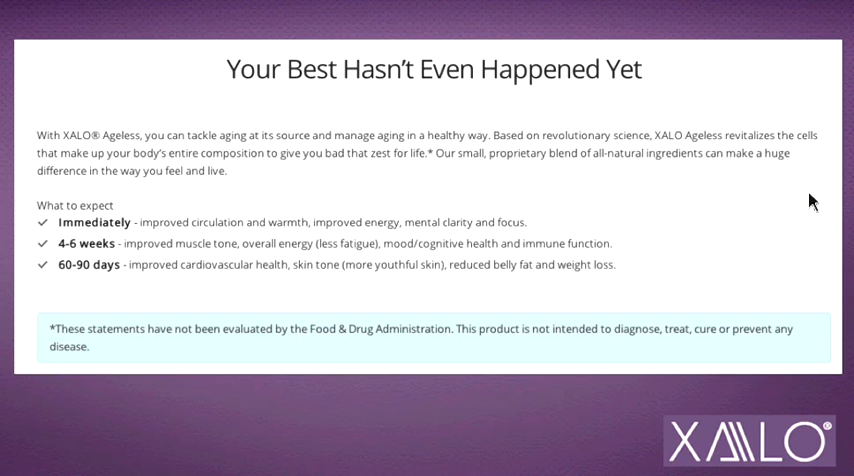 Your Best Hasn’t Even Happened Yet
With XALO® Ageless, you can tackle aging at its source and manage aging in a healthy way. Based on revolutionary science, XALO Ageless revitalizes the cells
that make up your body’s entire composition to give you bad that zest for life.* Our small, proprietary blend of all-natural ingredients can make a huge
difference in the way you feel and live.
What to expect
✓ Immediately - improved circulation and warmth, improved energy, mental clarity and focus.
✓ 4-6 weeks - improved muscle tone, overall energy (less fatigue), mood/cognitive health and immune function.
✓ 60-90 days - improved cardiovascular health, skin tone (more youthful skin), reduced belly fat and weight loss.
*These statements have not been evaluated by the Food & Drug Administration. This product is not intended to diagnose, treat, cure or prevent any
disease.
XALO®